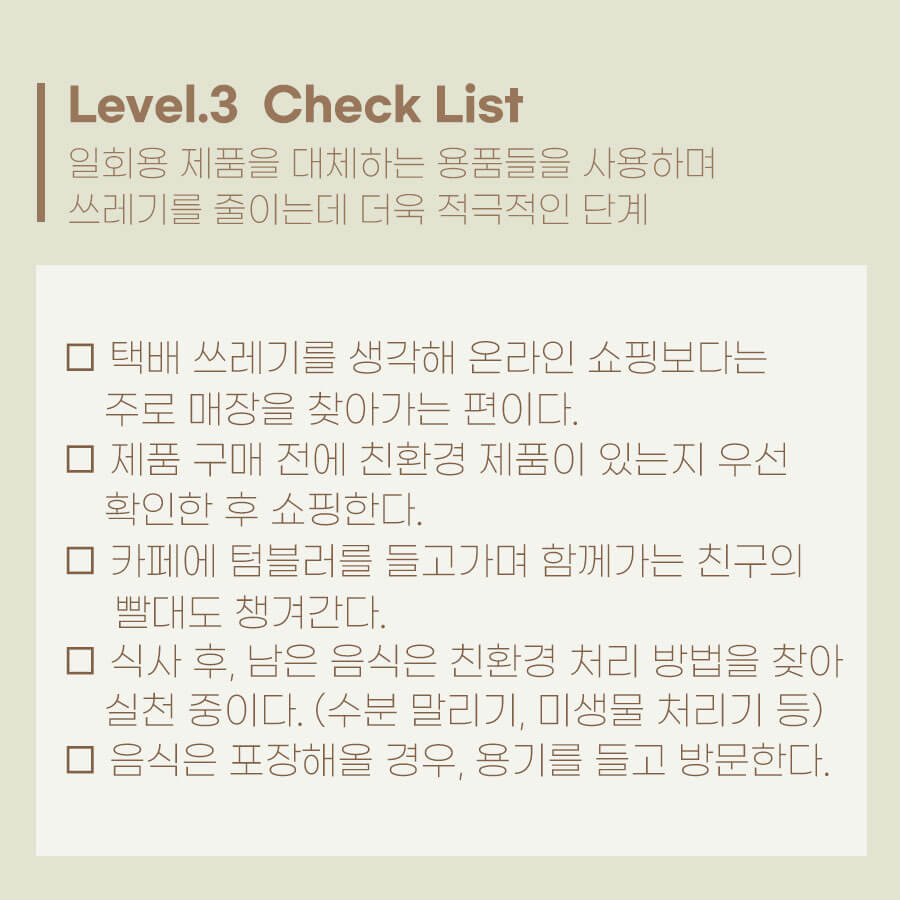 Level.3 Check List
일회용 제품을 대체하는 용품들을 사용하며
쓰레기를 줄이는데 더욱 적극적인 단계
□ 택배 쓰레기를 생각해 온라인 쇼핑보다는
주로 매장을 찾아가는 편이다.
□ 제품 구매 전에 친환경 제품이 있는지 우선
확인한 후 쇼핑한다.
□ 카페에 텀블러를 들고가며 함께가는 친구의
빨대도 챙겨간다.
□ 식사 후, 남은 음식은 친환경 처리 방법을 찾아
실천 중이다. (수분 말리기, 미생물 처리기 등)
□ 음식은 포장해올 경우, 용기를 들고 방문한다.